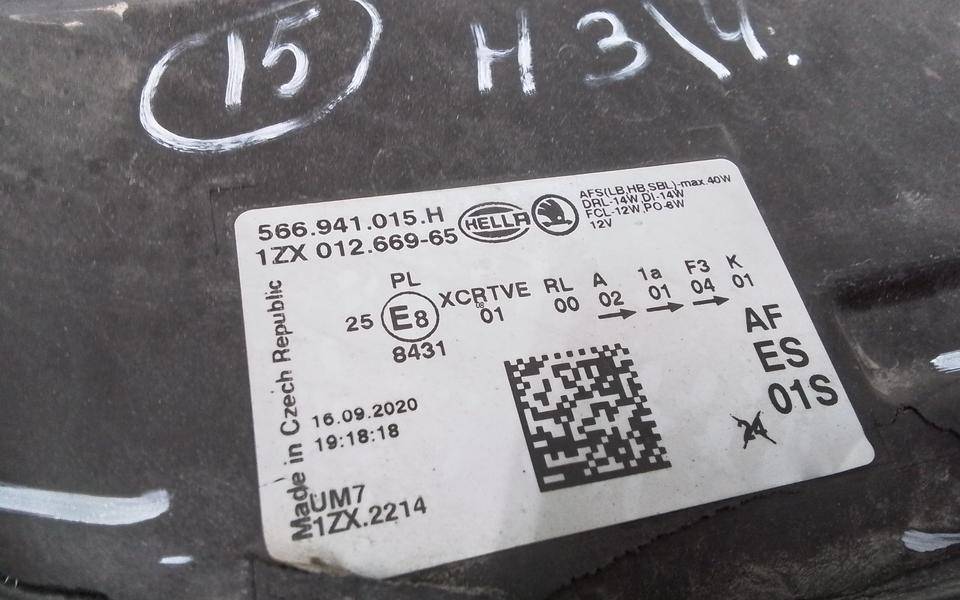 15 H 3\4.
566.941.015.H
1ZX 012.669-65
HELLA
AFS(LB,HB,SBL)-max.40W
DRL-14W,DI-14W
FCL-12W,PO-6W
12V
PL
25 E8 XCRTVE RL A 1a F3 K
01 00 02 01 04 01
8431
Made in Czech Republic
16.09.2020
19:18:18
UM7
1ZX.2214
AF
ES
01S
24